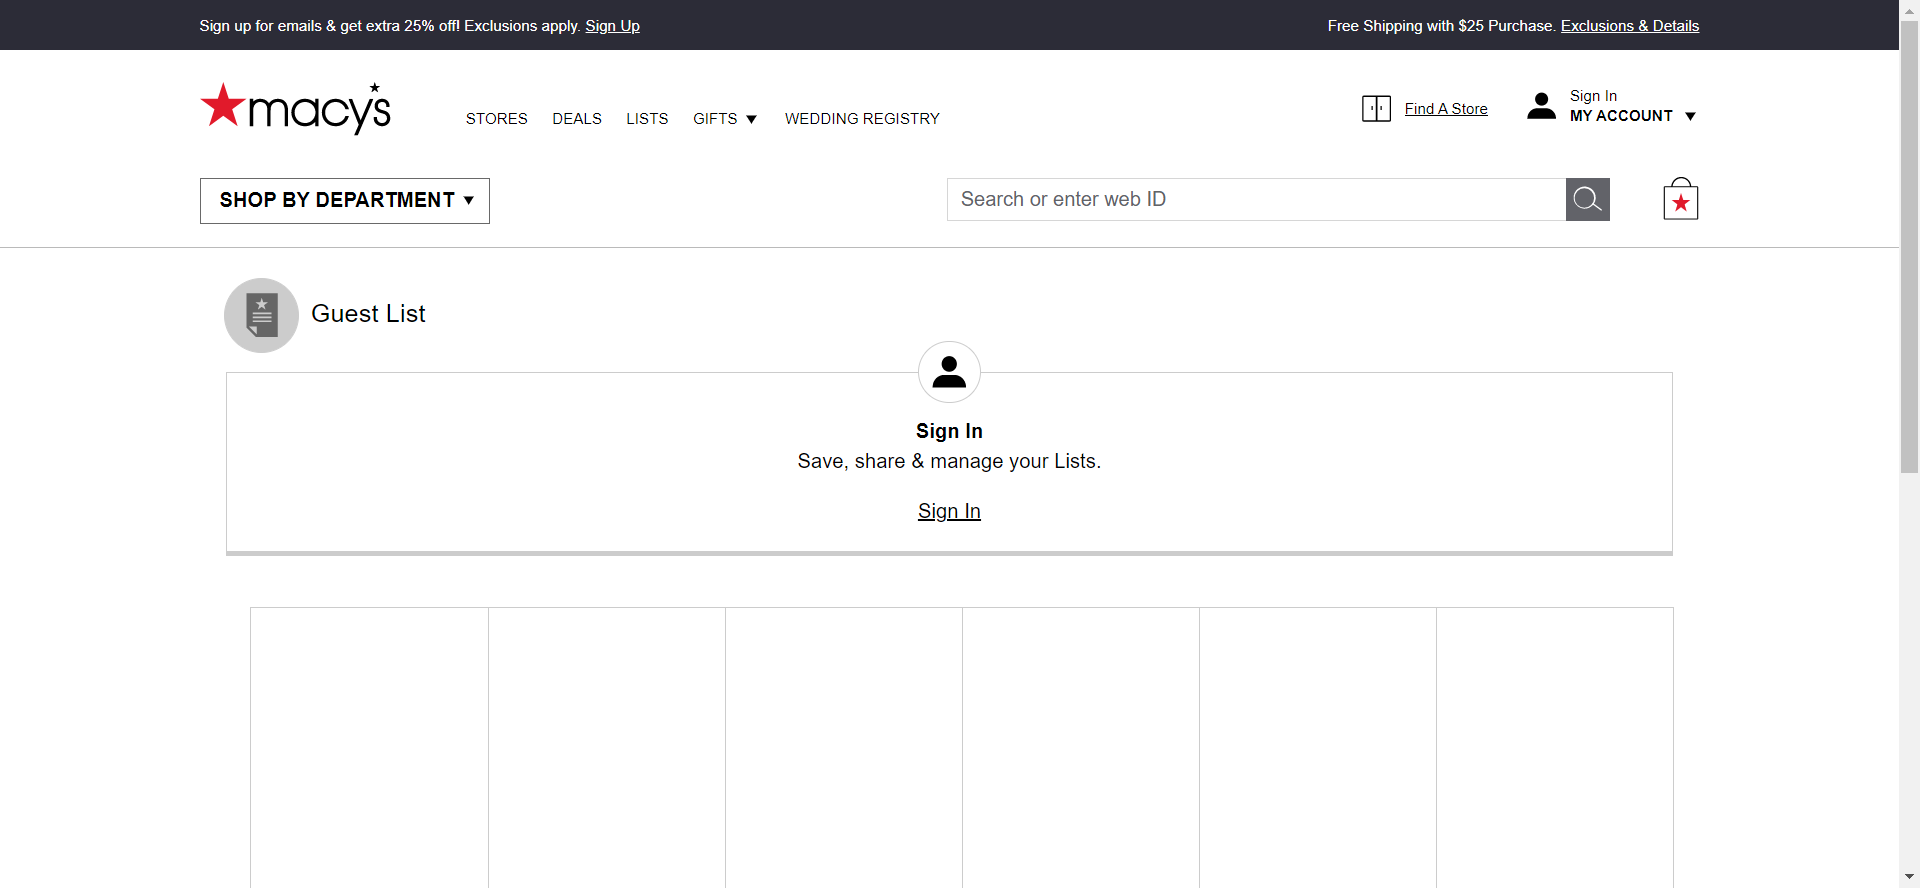 Sign up for emails & get extra 25% off! Exclusions apply. Sign Up
Free Shipping with $25 Purchase. Exclusions & Details
macy's
STORES DEALS LISTS GIFTS WEDDING REGISTRY
Find A Store
Sign In
MY ACCOUNT
SHOP BY DEPARTMENT
Search or enter web ID
Guest List
Sign In
Save, share & manage your Lists.
Sign In